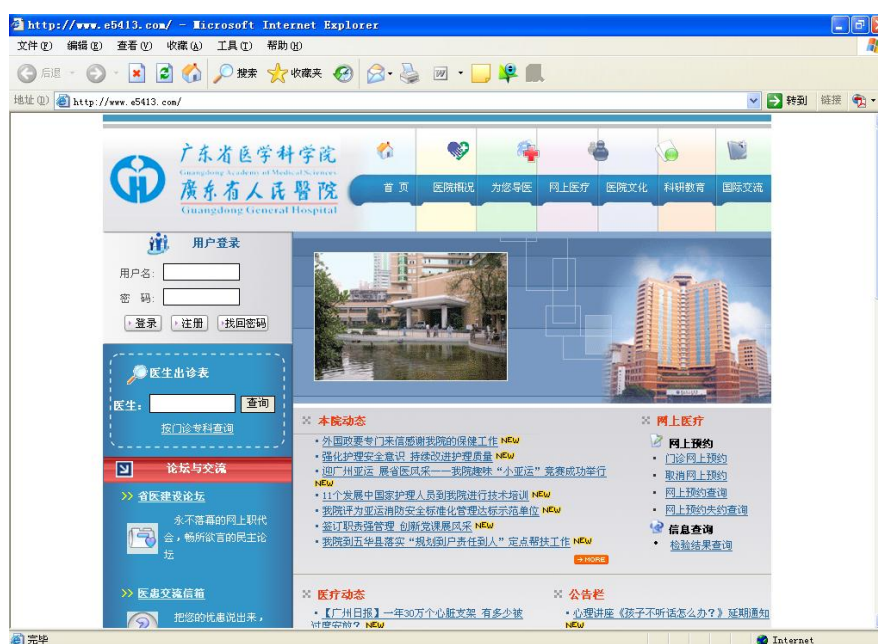 http://www.e5413.com/ - Microsoft Internet Explorer
文件(F) 编辑(E) 查看(V) 收藏(A) 工具(T) 帮助(H)
后退 搜索 收藏夹
地址(D) http://www.e5413.com/ 转到 链接
广东省医学科学院
Guangdong Academy of Medical Sciences
廣东省人民醫院
Guangdong General Hospital
首 页 医院概况 为您导医 网上医疗 医院文化 科研教育 国际交流
用户登录
用户名:
密 码:
登录 注册 找回密码
医生出诊表
医生: 查询
按门诊专科查询
论坛与交流
>> 省医建设论坛
永不落幕的网上职代
会，畅所欲言的民主论
坛
>> 医患交流信箱
把您的忧患说出来，
本院动态
· 外国政要专门来信感谢我院的保健工作 NEW
· 强化护理安全意识 持续改进护理质量 NEW
· 迎广州亚运 展省医风采——我院趣味“小亚运”竞赛成功举行
NEW
· 11个发展中国家护理人员到我院进行技术培训 NEW
· 我院评为亚运消防安全标准化管理达标示范单位 NEW
· 签订职责强管理 创新党课展风采 NEW
· 我院到五华县落实“规划到户责任到人”定点帮扶工作 NEW
MORE
网上医疗
网上预约
· 门诊网上预约
· 取消网上预约
· 网上预约查询
· 网上预约失约查询
信息查询
· 检验结果查询
医疗动态
· 【广州日报】一年30万个心脏支架 有多少被
过度安放? NEW
公告栏
· 心理讲座《孩子不听话怎么办？》延期通知
NEW
完毕 Internet